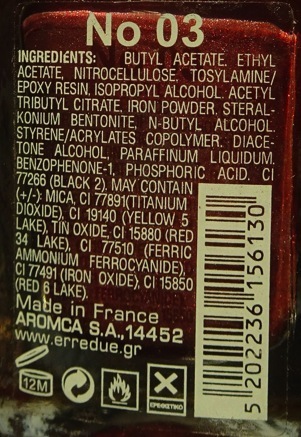 No 03
INGREDIENTS: BUTYL ACETATE, ETHYL
ACETATE, NITROCELLULOSE, TOSYLAMINE/
EPOXY RESIN, ISOPROPYL ALCOHOL, ACETYL
TRIBUTYL CITRATE, IRON POWDER, STERAL-
KONIUM BENTONITE, N-BUTYL ALCOHOL,
STYRENE/ACRYLATES COPOLYMER, DIACE-
TONE ALCOHOL, PARAFFINUM LIQUIDUM,
BENZOPHENONE-1, PHOSPHORIC ACID, CI
77266 (BLACK 2), MAY CONTAIN
(+/-): MICA, CI 77891(TITANIUM
DIOXIDE), CI 19140 (YELLOW 5
LAKE), TIN OXIDE, CI 15880 (RED
34 LAKE), CI 77510 (FERRIC
AMMONIUM FERROCYANIDE),
CI 77491 (IRON OXIDE), CI 15850
(RED 6 LAKE).
Made in France
AROMCA S.A.,14452
www.erredue.gr
12M
ΕΡΕΘΙΣΤΙΚΟ
5 202236 156130